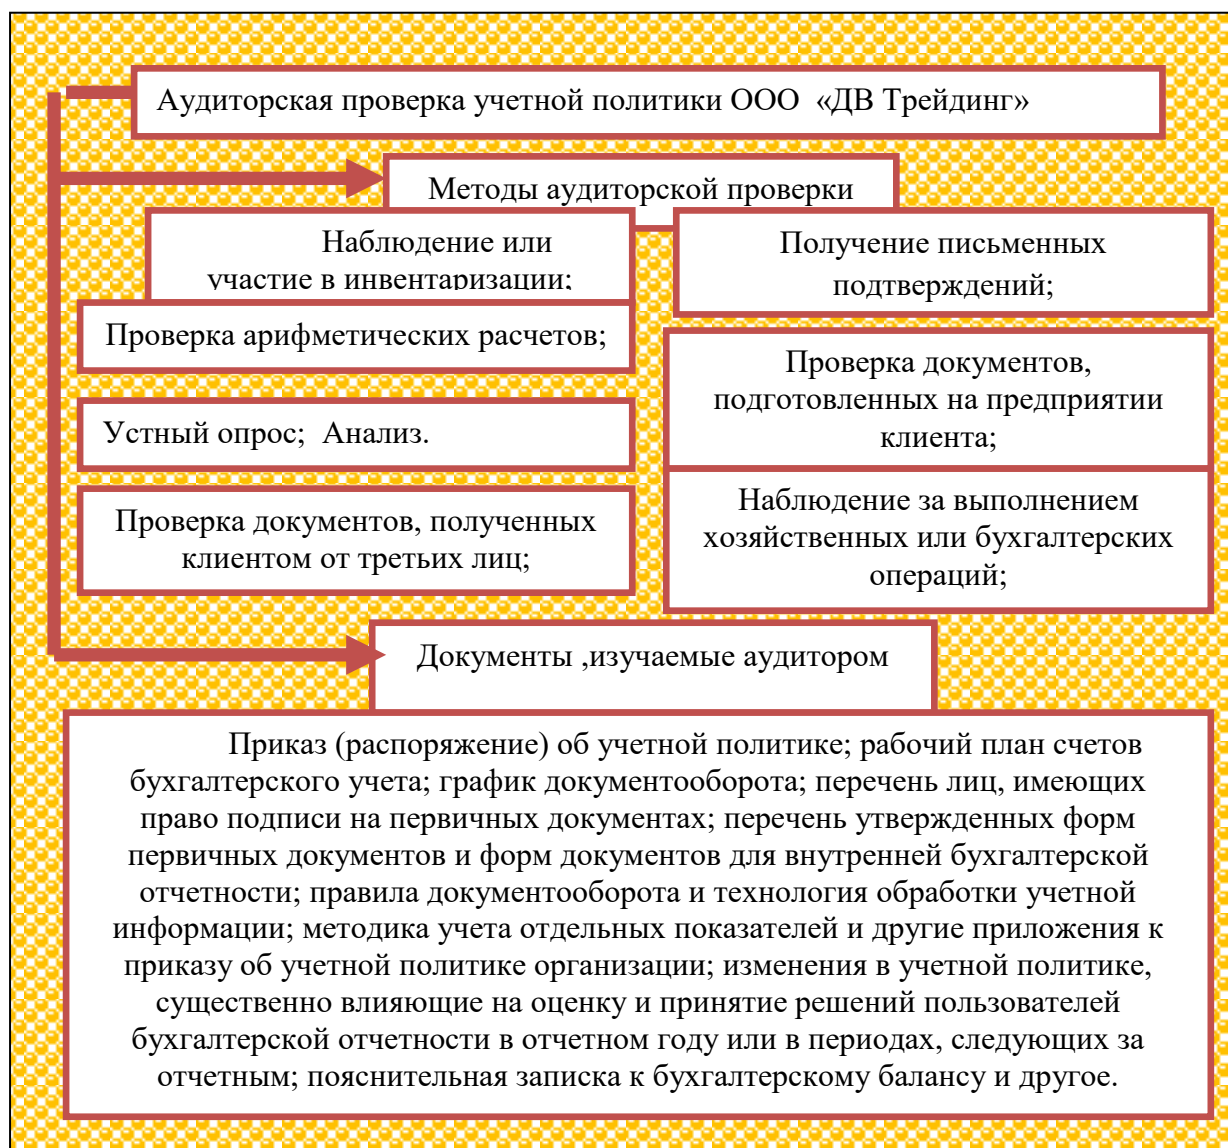 Аудиторская проверка учетной политики ООО «ДВ Трейдинг»
Методы аудиторской проверки
Наблюдение или
участие в инвентаризации;
Получение письменных
подтверждений;
Проверка арифметических расчетов;
Проверка документов,
подготовленных на предприятии
клиента;
Устный опрос; Анализ.
Проверка документов, полученных
клиентом от третьих лиц;
Наблюдение за выполнением
хозяйственных или бухгалтерских
операций;
Документы ,изучаемые аудитором
Приказ (распоряжение) об учетной политике; рабочий план счетов
бухгалтерского учета; график документооборота; перечень лиц, имеющих
право подписи на первичных документах; перечень утвержденных форм
первичных документов и форм документов для внутренней бухгалтерской
отчетности; правила документооборота и технология обработки учетной
информации; методика учета отдельных показателей и другие приложения к
приказу об учетной политике организации; изменения в учетной политике,
существенно влияющие на оценку и принятие решений пользователей
бухгалтерской отчетности в отчетном году или в периодах, следующих за
отчетным; пояснительная записка к бухгалтерскому балансу и другое.